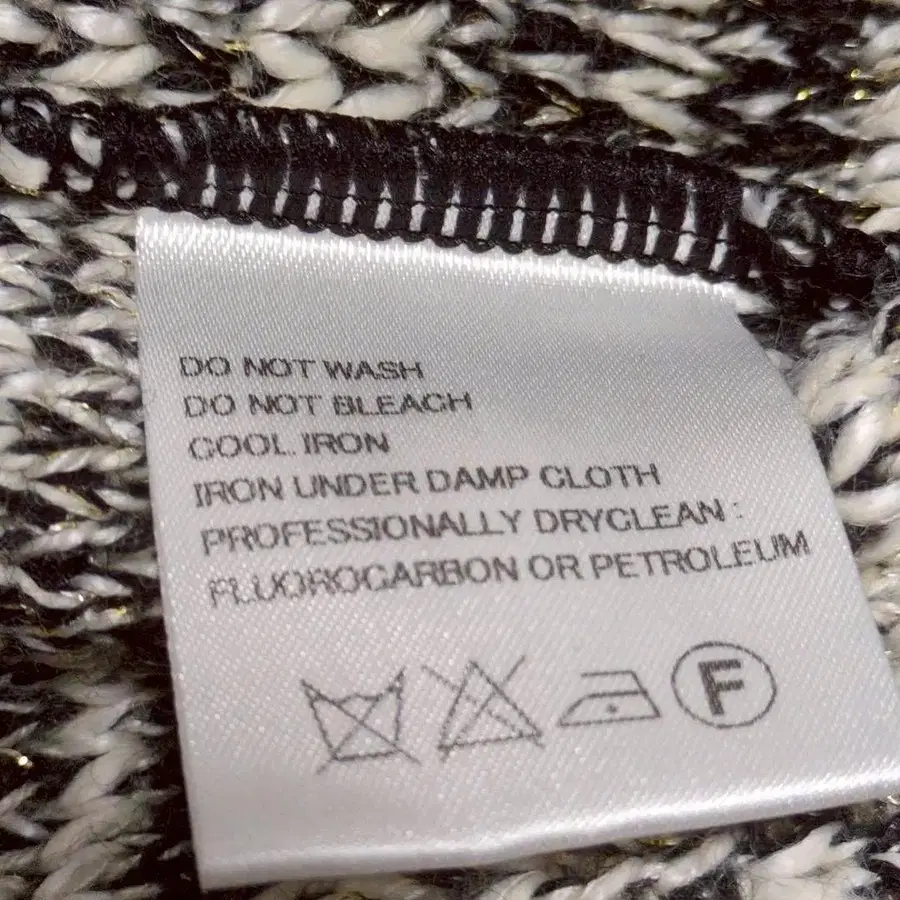 DO NOT WASH
DO NOT BLEACH
COOL IRON
IRON UNDER DAMP CLOTH
PROFESSIONALLY DRYCLEAN :
FLUOROCARBON OR PETROLEUM
F